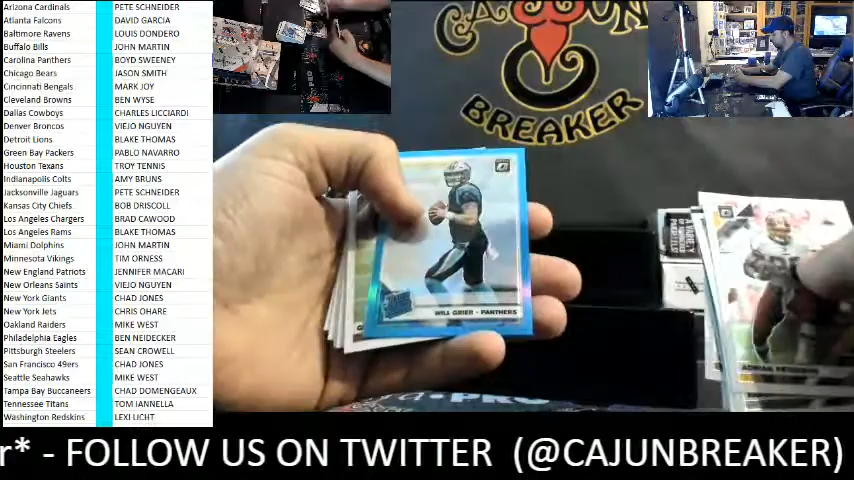 Arizona Cardinals PETE SCHNEIDER
Atlanta Falcons DAVID GARCIA
Baltimore Ravens LOUIS DONDERO
Buffalo Bills JOHN MARTIN
Carolina Panthers BOYD SWEENEY
Chicago Bears JASON SMITH
Cincinnati Bengals MARK JOY
Cleveland Browns BEN WYSE
Dallas Cowboys CHARLES LICCIARDI
Denver Broncos VIEJO NGUYEN
Detroit Lions BLAKE THOMAS
Green Bay Packers PABLO NAVARRO
Houston Texans TROY TENNIS
Indianapolis Colts AMY BRUNS
Jacksonville Jaguars PETE SCHNEIDER
Kansas City Chiefs BOB DRISCOLL
Los Angeles Chargers BRAD CAWOOD
Los Angeles Rams BLAKE THOMAS
Miami Dolphins JOHN MARTIN
Minnesota Vikings TIM ORNESS
New England Patriots JENNIFER MACARI
New Orleans Saints VIEJO NGUYEN
New York Giants CHAD JONES
New York Jets CHRIS OHARE
Oakland Raiders MIKE WEST
Philadelphia Eagles BEN NEIDECKER
Pittsburgh Steelers SEAN CROWELL
San Francisco 49ers CHAD JONES
Seattle Seahawks MIKE WEST
Tampa Bay Buccaneers CHAD DOMENGEAUX
Tennessee Titans TOM IANNELLA
Washington Redskins LEXI LICHT
BREAKER
WILL GRIER - PANTHERS
PRO
r* - FOLLOW US ON TWITTER (@CAJUNBREAKER)